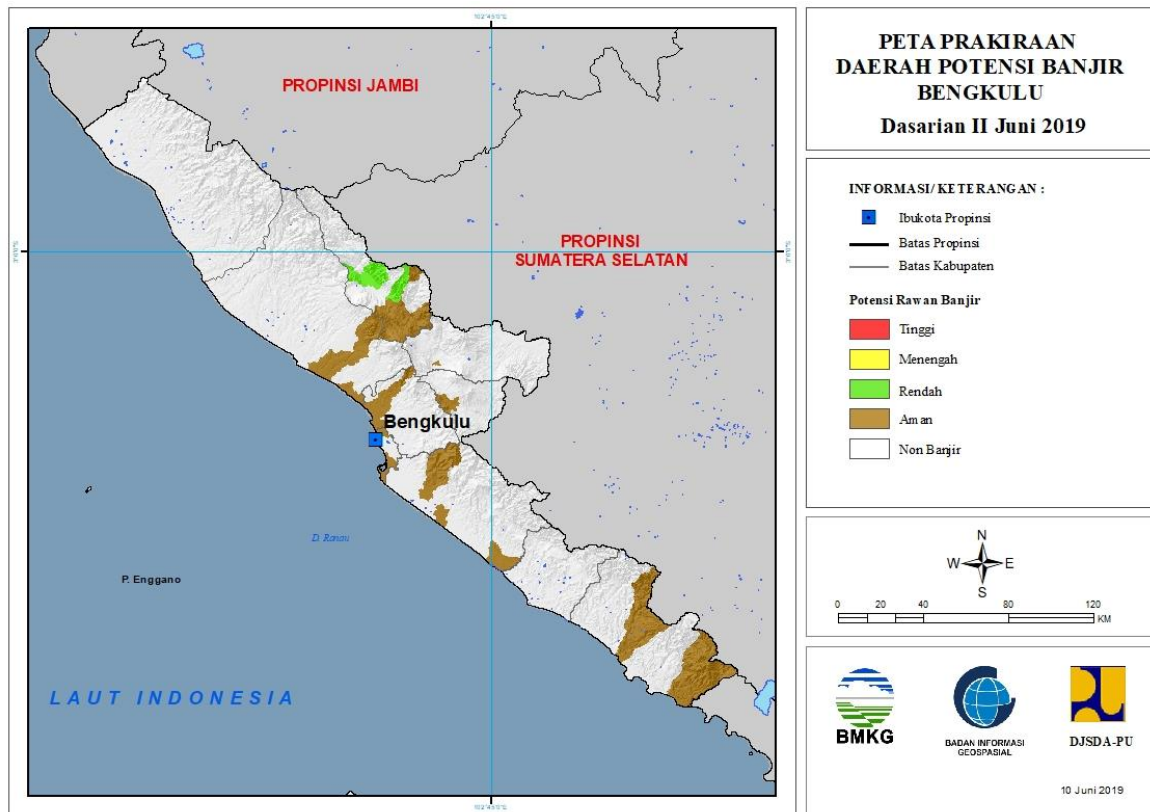 PETA PRAKIRAAN
DAERAH POTENSI BANJIR
BENGKULU
Dasarian II Juni 2019
PROPINSI JAMBI
PROPINSI
SUMATERA SELATAN
Bengkulu
D. Ranau
P. Enggano
LAUT INDONESIA
INFORMASI/ KETERANGAN :
Ibukota Propinsi
Batas Propinsi
Batas Kabupaten
Potensi Rawan Banjir
Tinggi
Menengah
Rendah
Aman
Non Banjir
N
W E
S
0 20 40 80 120
KM
BMKG
BADAN INFORMASI
GEOSPASIAL
DJSDA-PU
10 Juni 2019